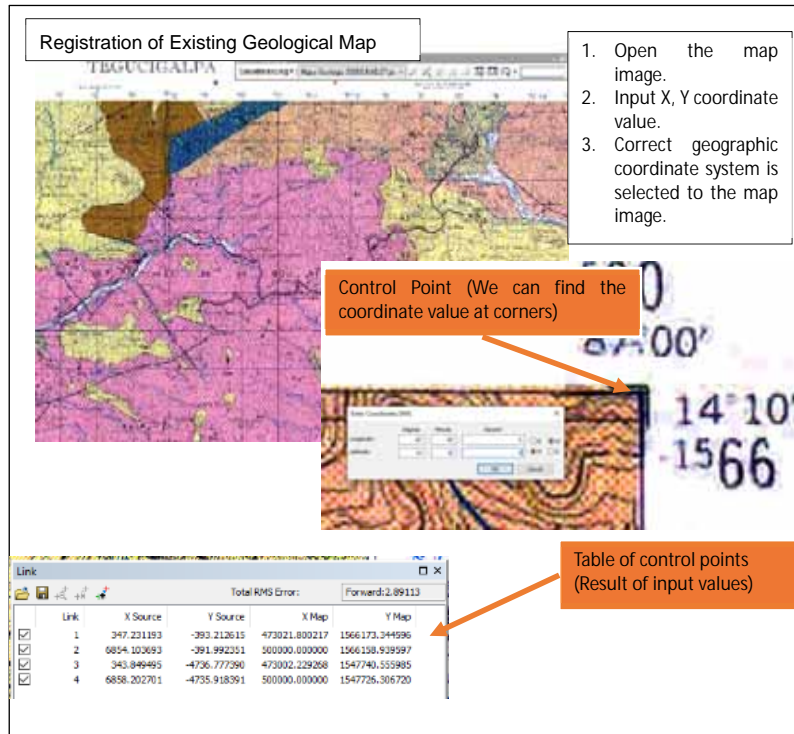 Registration of Existing Geological Map
TEGUCIGALPA
1. Open the map
image.
2. Input X, Y coordinate
value.
3. Correct geographic
coordinate system is
selected to the map
image.
Control Point (We can find the
coordinate value at corners)
87°00'
14°10'
1566
Table of control points
(Result of input values)
Link
Total RMS Error: Forward:2.89113
Link X Source Y Source X Map Y Map
1 347.231193 -393.212615 473021.800217 1566173.344596
2 6854.103693 -391.992351 500000.000000 1566158.939597
3 343.849495 -4736.777390 473002.229268 1547740.555985
4 6858.202701 -4735.918391 500000.000000 1547726.306720